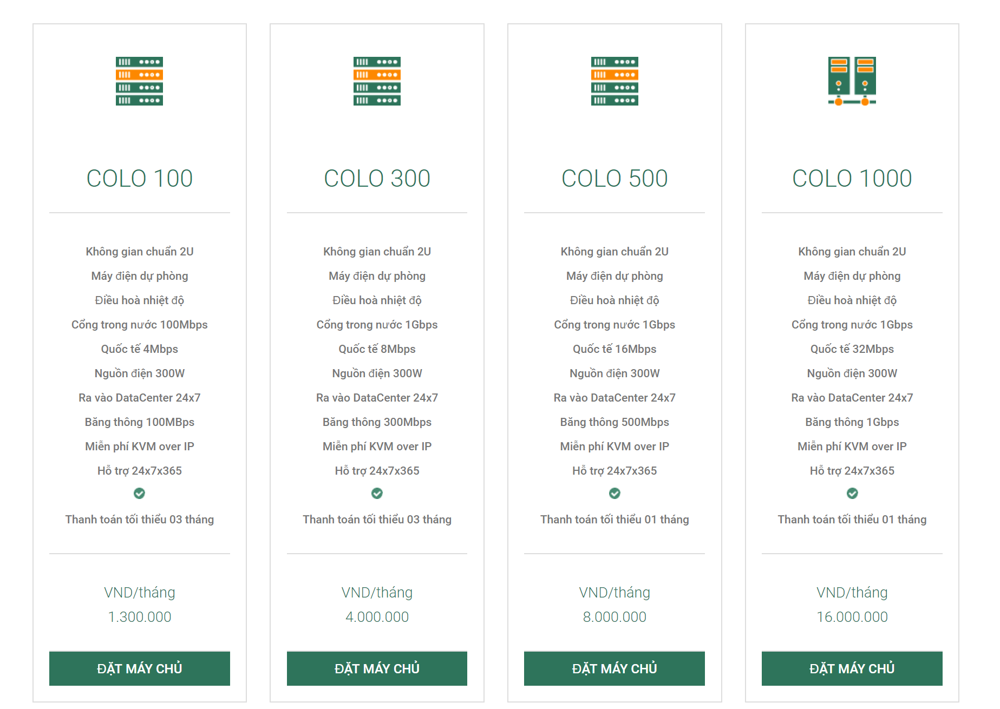 COLO 100
Không gian chuẩn 2U
Máy điện dự phòng
Điều hoà nhiệt độ
Cổng trong nước 100Mbps
Quốc tế 4Mbps
Nguồn điện 300W
Ra vào DataCenter 24x7
Băng thông 100MBps
Miễn phí KVM over IP
Hỗ trợ 24x7x365
Thanh toán tối thiểu 03 tháng
VND/tháng
1.300.000
ĐẶT MÁY CHỦ
COLO 300
Không gian chuẩn 2U
Máy điện dự phòng
Điều hoà nhiệt độ
Cổng trong nước 1Gbps
Quốc tế 8Mbps
Nguồn điện 300W
Ra vào DataCenter 24x7
Băng thông 300Mbps
Miễn phí KVM over IP
Hỗ trợ 24x7x365
Thanh toán tối thiểu 03 tháng
VND/tháng
4.000.000
ĐẶT MÁY CHỦ
COLO 500
Không gian chuẩn 2U
Máy điện dự phòng
Điều hoà nhiệt độ
Cổng trong nước 1Gbps
Quốc tế 16Mbps
Nguồn điện 300W
Ra vào DataCenter 24x7
Băng thông 500Mbps
Miễn phí KVM over IP
Hỗ trợ 24x7x365
Thanh toán tối thiểu 01 tháng
VND/tháng
8.000.000
ĐẶT MÁY CHỦ
COLO 1000
Không gian chuẩn 2U
Máy điện dự phòng
Điều hoà nhiệt độ
Cổng trong nước 1Gbps
Quốc tế 32Mbps
Nguồn điện 300W
Ra vào DataCenter 24x7
Băng thông 1Gbps
Miễn phí KVM over IP
Hỗ trợ 24x7x365
Thanh toán tối thiểu 01 tháng
VND/tháng
16.000.000
ĐẶT MÁY CHỦ